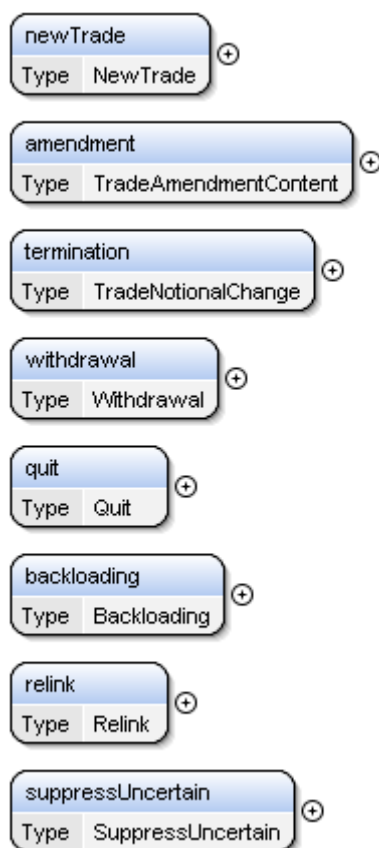 newTrade
Type NewTrade
amendment
Type TradeAmendmentContent
termination
Type TradeNotionalChange
withdrawal
Type Withdrawal
quit
Type Quit
backloading
Type Backloading
relink
Type Relink
suppressUncertain
Type SuppressUncertain